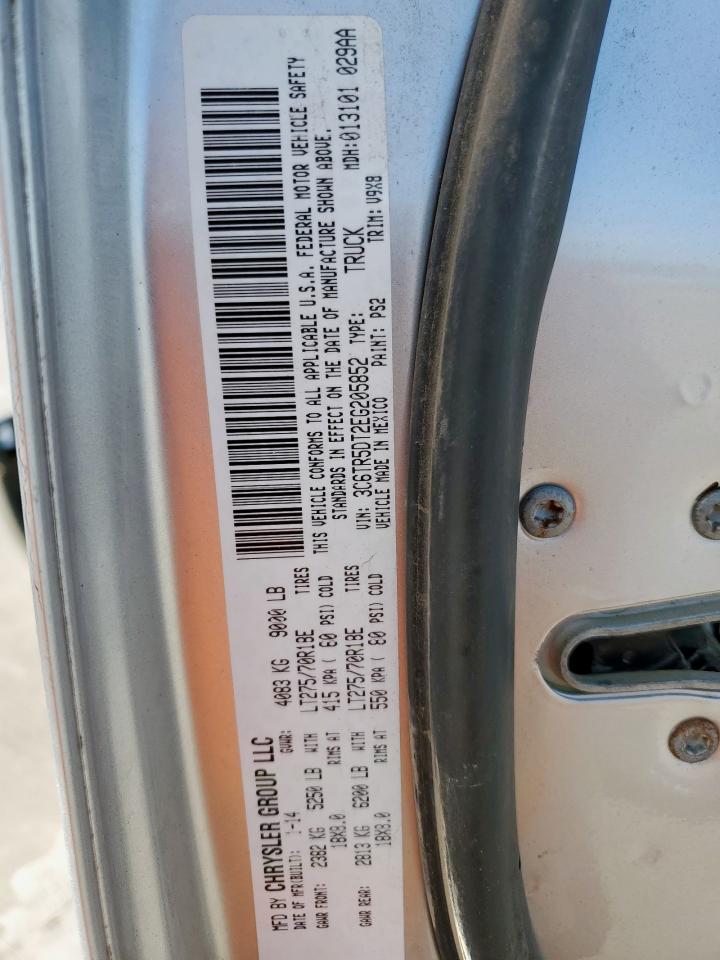 MFD BY CHRYSLER GROUP LLC
DATE OF MFR(BUILT): 1-14 GVWR: 4083 KG 9000 LB
GAWR FRONT: 2382 KG 5250 LB WITH LT275/70R18E TIRES
18X8.0 RIMS AT 415 KPA ( 60 PSI) COLD
GAWR REAR: 2813 KG 6200 LB WITH LT275/70R18E TIRES
18X8.0 RIMS AT 550 KPA ( 80 PSI) COLD
THIS VEHICLE CONFORMS TO ALL APPLICABLE U.S.A. FEDERAL MOTOR VEHICLE SAFETY
STANDARDS IN EFFECT ON THE DATE OF MANUFACTURE SHOWN ABOVE.
VIN: 3C6TR5DT2EG205852 TYPE: TRUCK MDH:013101 029AA
VEHICLE MADE IN MEXICO PAINT: PS2 TRIM: V9X8